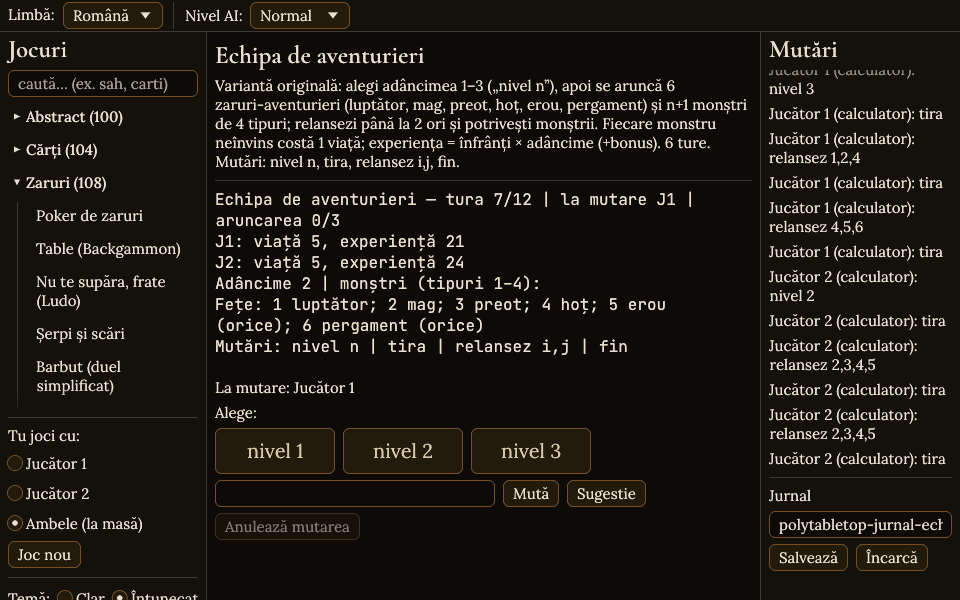 Limbă: Română ▼ Nivel AI: Normal ▼
Jocuri
caută... (ex. sah, carti)
▸ Abstract (100)
▸ Cărți (104)
▾ Zaruri (108)
Poker de zaruri
Table (Backgammon)
Nu te supăra, frate
(Ludo)
Șerpi și scări
Barbut (duel
simplificat)
Tu joci cu:
Jucător 1
Jucător 2
Ambele (la masă)
Joc nou
Temă: Clar Întunecat
Echipa de aventurieri
Variantă originală: alegi adâncimea 1–3 („nivel n”), apoi se aruncă 6
zaruri-aventurieri (luptător, mag, preot, hoț, erou, pergament) și n+1 monștri
de 4 tipuri; relansezi până la 2 ori și potrivești monștrii. Fiecare monstru
neînvins costă 1 viață; experiența = înfrânți × adâncime (+bonus). 6 ture.
Mutări: nivel n, tira, relansez i,j, fin.
Echipa de aventurieri — tura 7/12 | la mutare J1 |
aruncarea 0/3
J1: viață 5, experiență 21
J2: viață 5, experiență 24
Adâncime 2 | monștri (tipuri 1–4):
Fețe: 1 luptător; 2 mag; 3 preot; 4 hoț; 5 erou
(orice); 6 pergament (orice)
Mutări: nivel n | tira | relansez i,j | fin
La mutare: Jucător 1
Alege:
nivel 1 nivel 2 nivel 3
Mută Sugestie
Anulează mutarea
Mutări
Jucător 1 (calculator):
nivel 3
Jucător 1 (calculator): tira
Jucător 1 (calculator):
relansez 1,2,4
Jucător 1 (calculator): tira
Jucător 1 (calculator):
relansez 4,5,6
Jucător 1 (calculator): tira
Jucător 2 (calculator):
nivel 2
Jucător 2 (calculator): tira
Jucător 2 (calculator):
relansez 2,3,4,5
Jucător 2 (calculator): tira
Jucător 2 (calculator):
relansez 2,3,4,5
Jucător 2 (calculator): tira
Jurnal
polytabletop-jurnal-ech
Salvează Încarcă